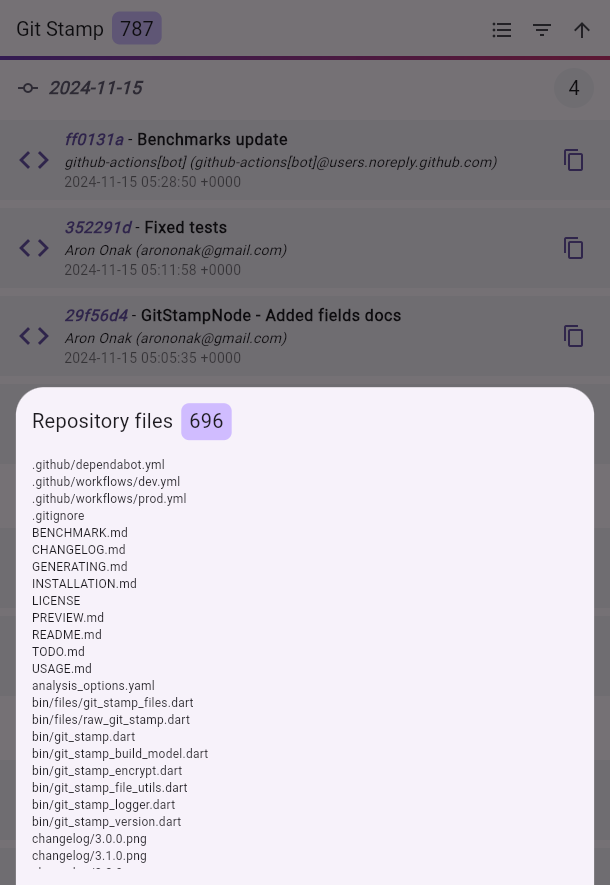 Git Stamp 787
2024-11-15
4
ff0131a - Benchmarks update
github-actions[bot] (github-actions[bot]@users.noreply.github.com)
2024-11-15 05:28:50 +0000
352291d - Fixed tests
Aron Onak (arononak@gmail.com)
2024-11-15 05:11:58 +0000
29f56d4 - GitStampNode - Added fields docs
Aron Onak (arononak@gmail.com)
2024-11-15 05:05:35 +0000
Repository files 696
.github/dependabot.yml
.github/workflows/dev.yml
.github/workflows/prod.yml
.gitignore
BENCHMARK.md
CHANGELOG.md
GENERATING.md
INSTALLATION.md
LICENSE
PREVIEW.md
README.md
TODO.md
USAGE.md
analysis_options.yaml
bin/files/git_stamp_files.dart
bin/files/raw_git_stamp.dart
bin/git_stamp.dart
bin/git_stamp_build_model.dart
bin/git_stamp_encrypt.dart
bin/git_stamp_file_utils.dart
bin/git_stamp_logger.dart
bin/git_stamp_version.dart
changelog/3.0.0.png
changelog/3.1.0.png